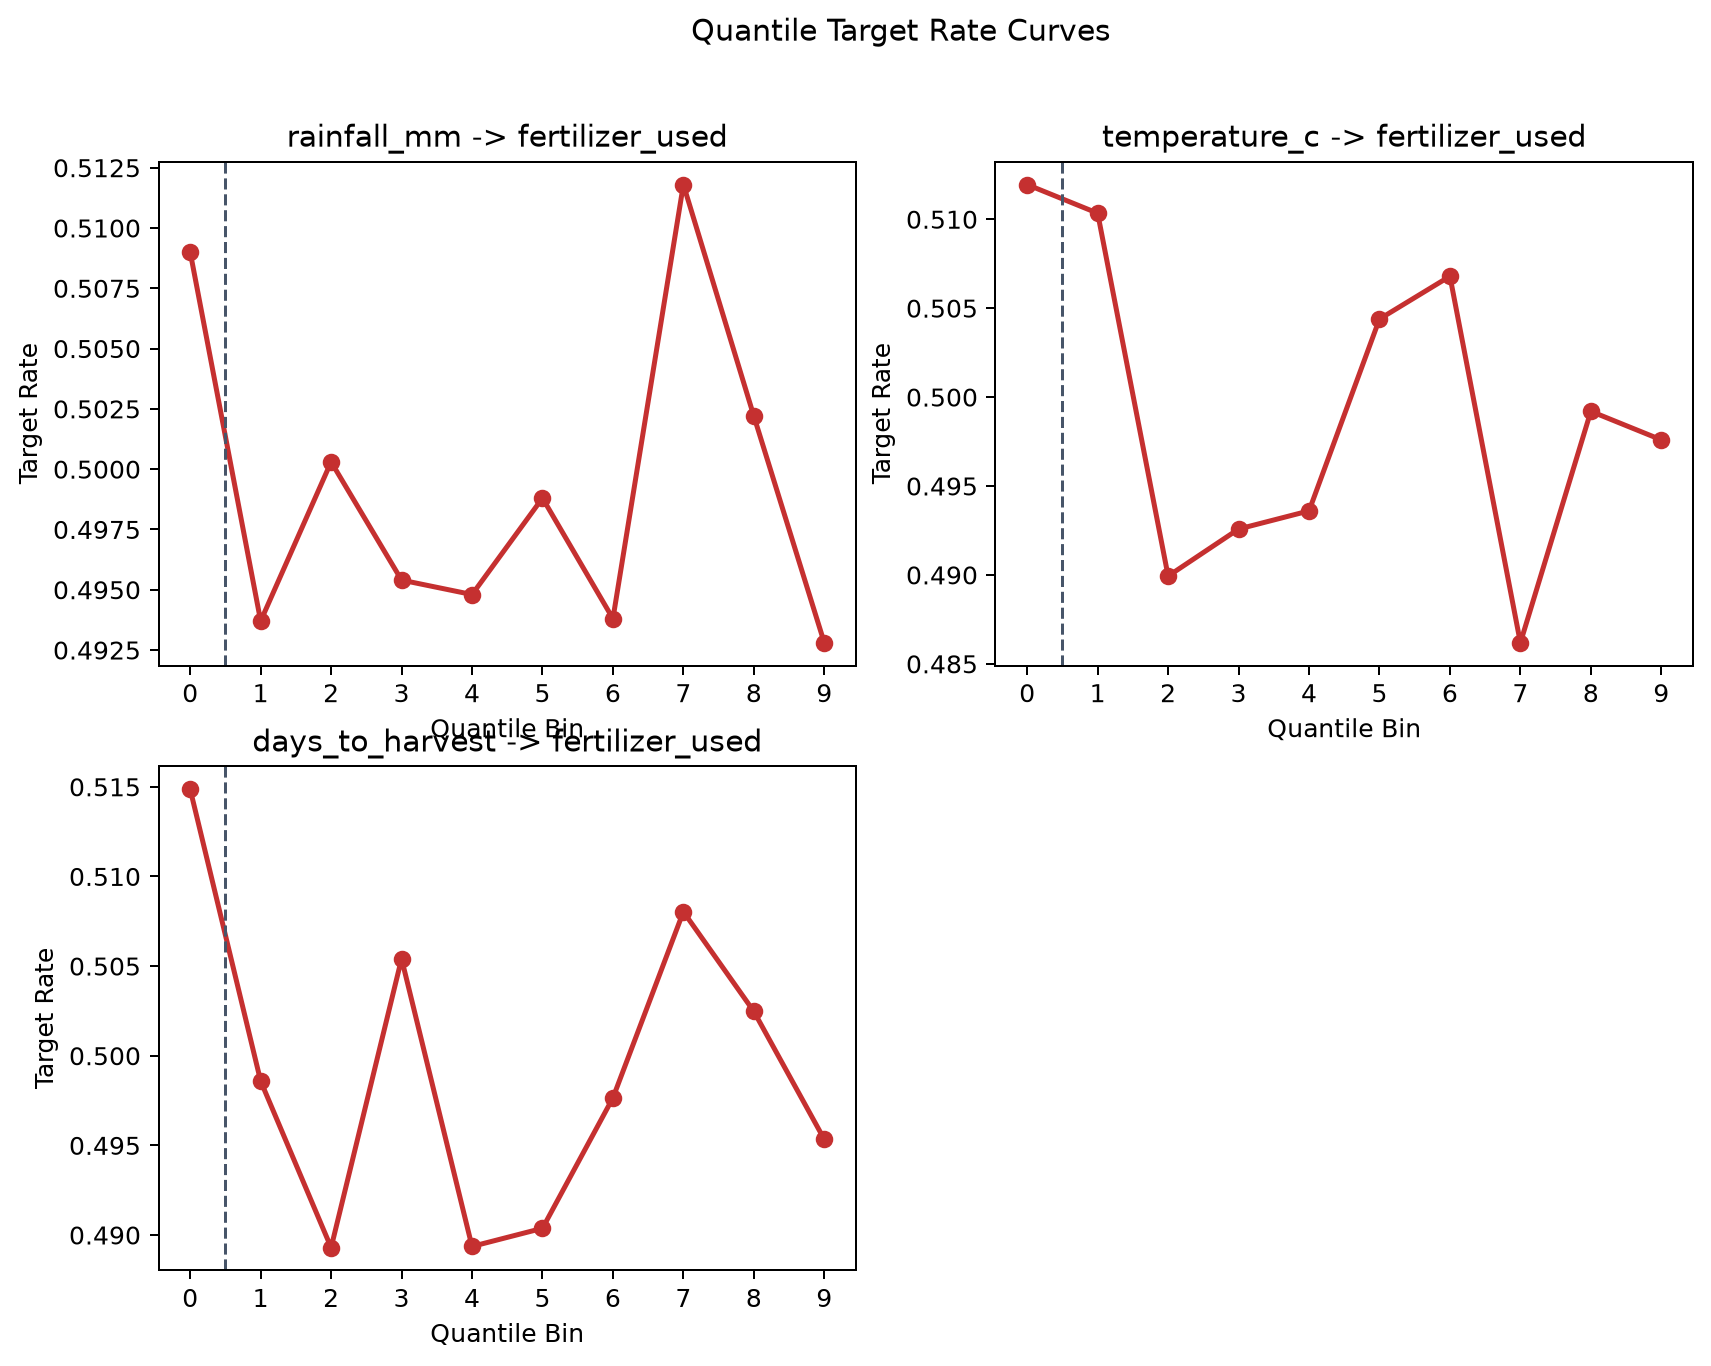 Quantile Target Rate Curves
rainfall_mm -> fertilizer_used
0.5125
0.5100
0.5075
0.5050
0.5025
0.5000
0.4975
0.4950
0.4925
Target Rate
0 1 2 3 4 5 6 7 8 9
Quantile Bin
temperature_c -> fertilizer_used
0.510
0.505
0.500
0.495
0.490
0.485
Target Rate
0 1 2 3 4 5 6 7 8 9
Quantile Bin
days_to_harvest -> fertilizer_used
0.515
0.510
0.505
0.500
0.495
0.490
Target Rate
0 1 2 3 4 5 6 7 8 9
Quantile Bin